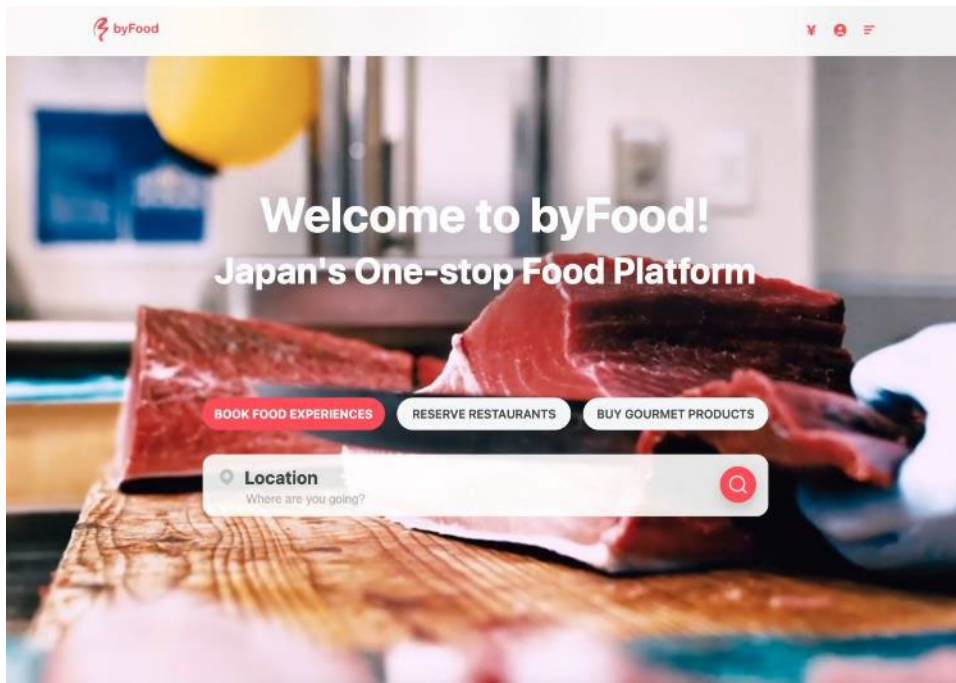 byFood
¥
Welcome to byFood!
Japan's One-stop Food Platform
BOOK FOOD EXPERIENCES RESERVE RESTAURANTS BUY GOURMET PRODUCTS
Location
Where are you going?